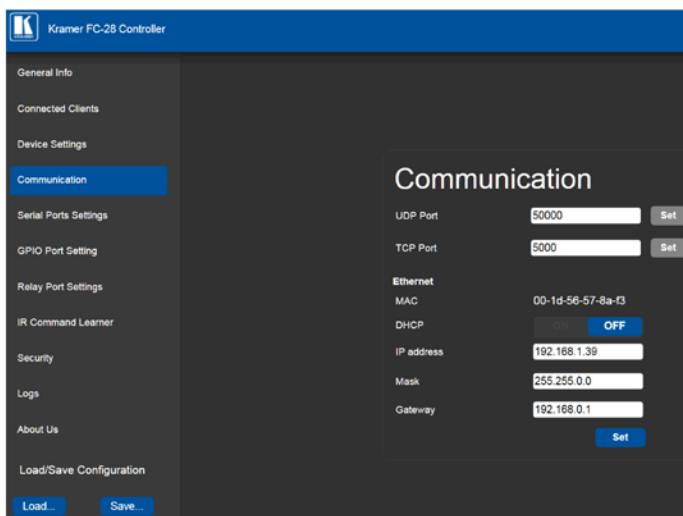 Kramer FC-28 Controller
General Info
Connected Clients
Device Settings
Communication
Serial Ports Settings
GPIO Port Setting
Relay Port Settings
IR Command Learner
Security
Logs
About Us
Load/Save Configuration
Load... Save...
Communication
UDP Port 50000 Set
TCP Port 5000 Set
Ethernet
MAC 00-1d-56-57-8a-f3
DHCP ON OFF
IP address 192.168.1.39
Mask 255.255.0.0
Gateway 192.168.0.1
Set